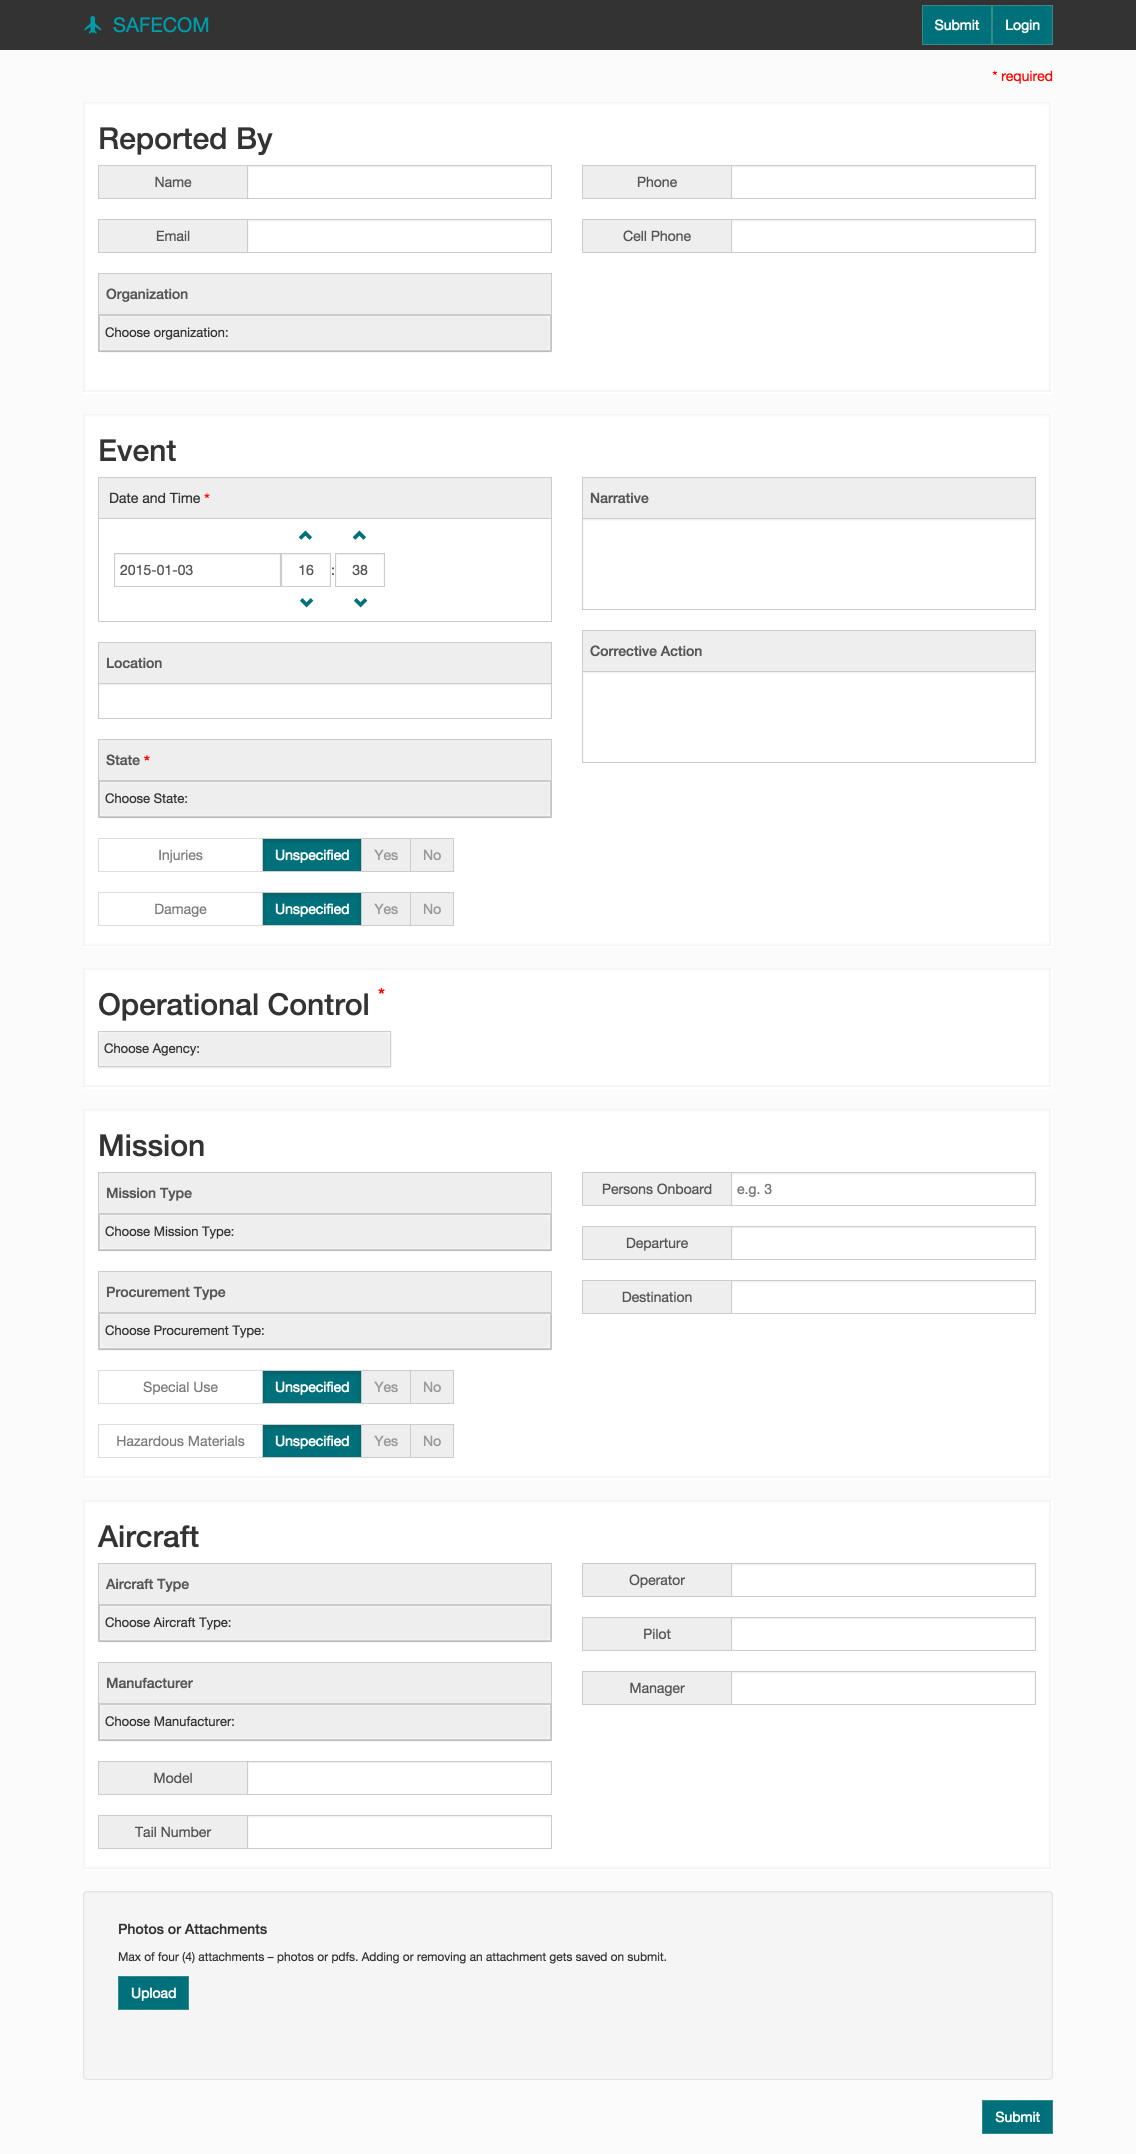 SAFECOM
Submit Login
* required
Reported By
Name
Phone
Email
Cell Phone
Organization
Choose organization:
Event
Date and Time *
2015-01-03 16 : 38
Location
State *
Choose State:
Injuries Unspecified Yes No
Damage Unspecified Yes No
Narrative
Corrective Action
Operational Control *
Choose Agency:
Mission
Mission Type
Choose Mission Type:
Procurement Type
Choose Procurement Type:
Special Use Unspecified Yes No
Hazardous Materials Unspecified Yes No
Persons Onboard e.g. 3
Departure
Destination
Aircraft
Aircraft Type
Choose Aircraft Type:
Manufacturer
Choose Manufacturer:
Model
Tail Number
Operator
Pilot
Manager
Photos or Attachments
Max of four (4) attachments – photos or pdfs. Adding or removing an attachment gets saved on submit.
Upload
Submit